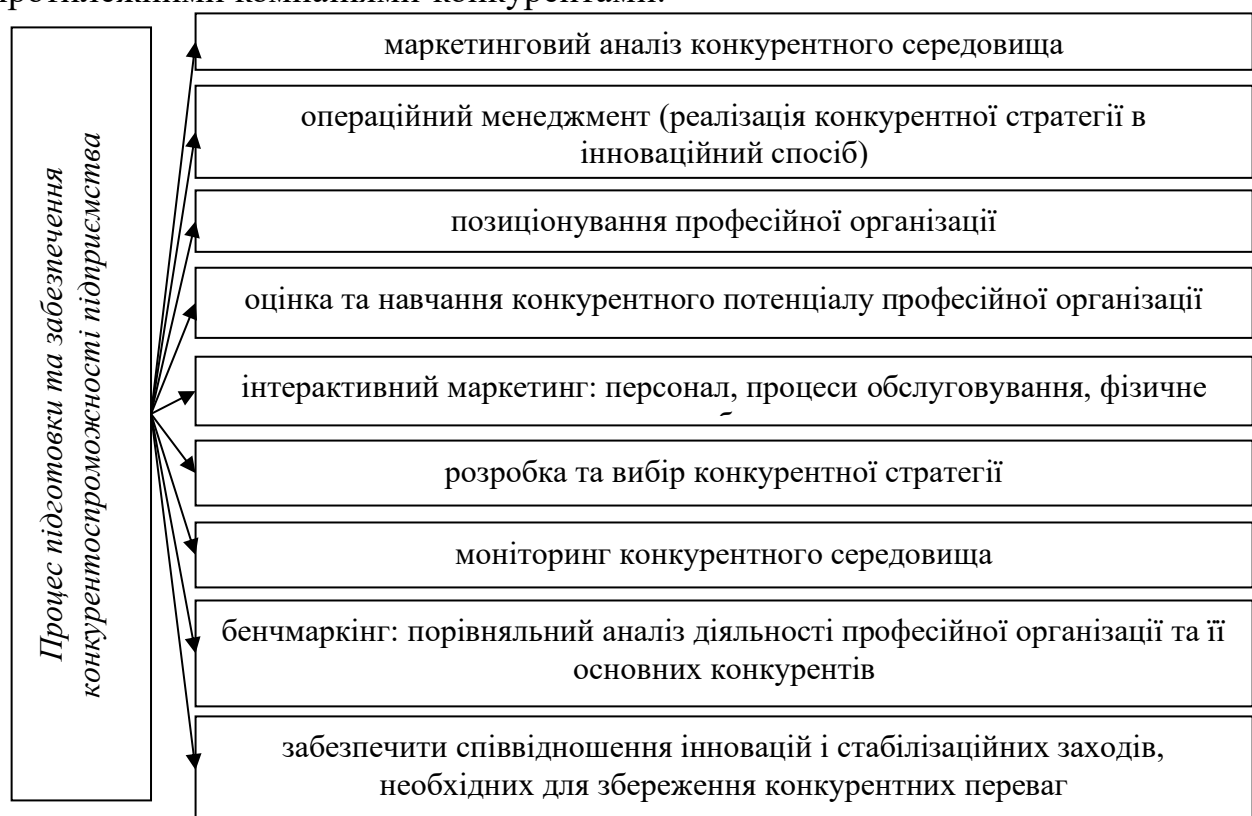 протилежними компаніями-конкурентами.
Процес підготовки та забезпечення
конкурентоспроможності підприємства
маркетинговий аналіз конкурентного середовища
операційний менеджмент (реалізація конкурентної стратегії в
інноваційний спосіб)
позиціонування професійної організації
оцінка та навчання конкурентного потенціалу професійної організації
інтерактивний маркетинг: персонал, процеси обслуговування, фізичне
розробка та вибір конкурентної стратегії
моніторинг конкурентного середовища
бенчмаркінг: порівняльний аналіз діяльності професійної організації та її
основних конкурентів
забезпечити співвідношення інновацій і стабілізаційних заходів,
необхідних для збереження конкурентних переваг